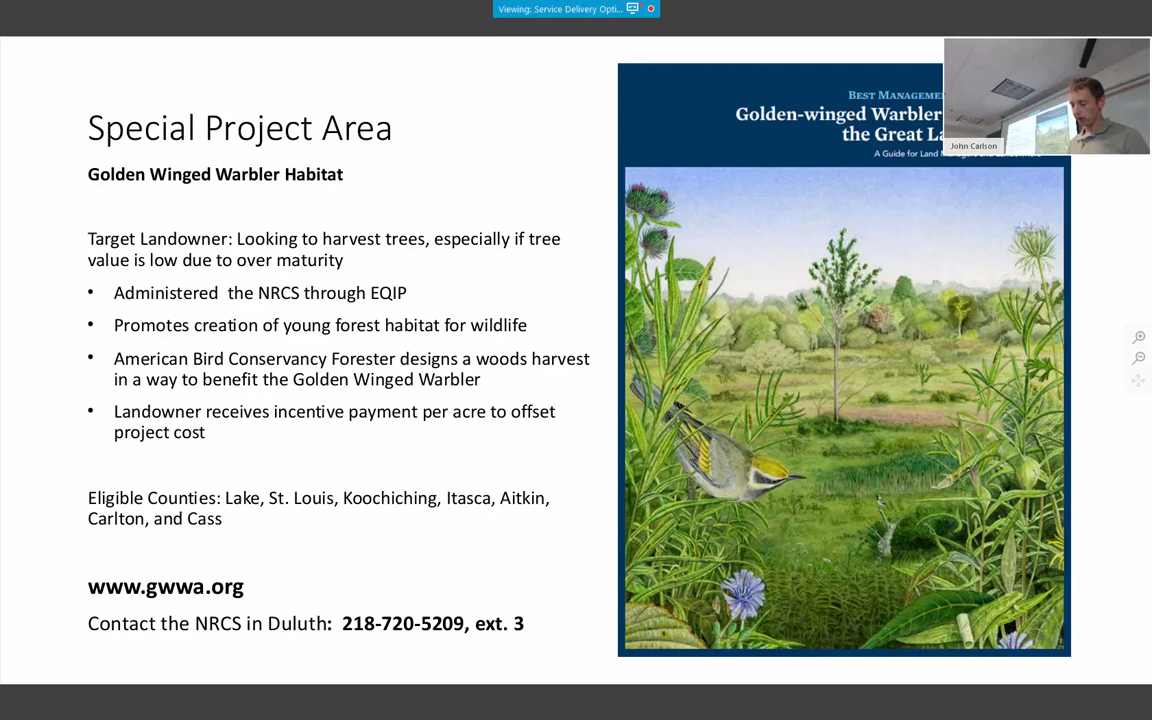 Viewing: Service Delivery Opti...
Special Project Area
Golden Winged Warbler Habitat
Target Landowner: Looking to harvest trees, especially if tree
value is low due to over maturity
• Administered the NRCS through EQIP
• Promotes creation of young forest habitat for wildlife
• American Bird Conservancy Forester designs a woods harvest
in a way to benefit the Golden Winged Warbler
• Landowner receives incentive payment per acre to offset
project cost
Eligible Counties: Lake, St. Louis, Koochiching, Itasca, Aitkin,
Carlton, and Cass
www.gwwa.org
Contact the NRCS in Duluth: 218-720-5209, ext. 3
Best
Golden-winged Warbler
the Great
A Guide for Land
John Carlson